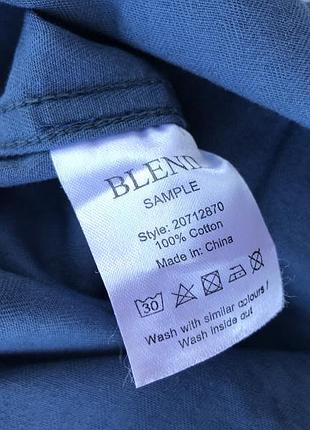 BLEND
SAMPLE
Style: 20712870
100% Cotton
Made in: China
30
Wash with similar colours !
Wash inside out